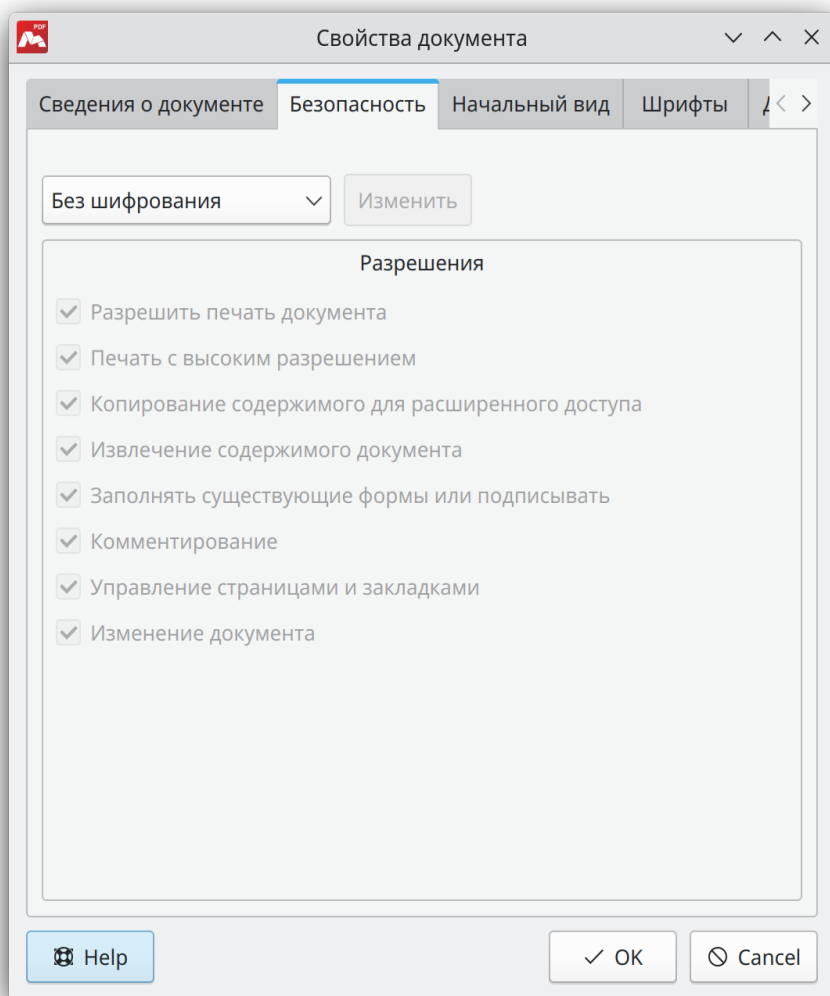 PDF
Свойства документа
Сведения о документе
Безопасность
Начальный вид
Шрифты
Без шифрования
Изменить
Разрешения
Разрешить печать документа
Печать с высоким разрешением
Копирование содержимого для расширенного доступа
Извлечение содержимого документа
Заполнять существующие формы или подписывать
Комментирование
Управление страницами и закладками
Изменение документа
Help
OK
Cancel